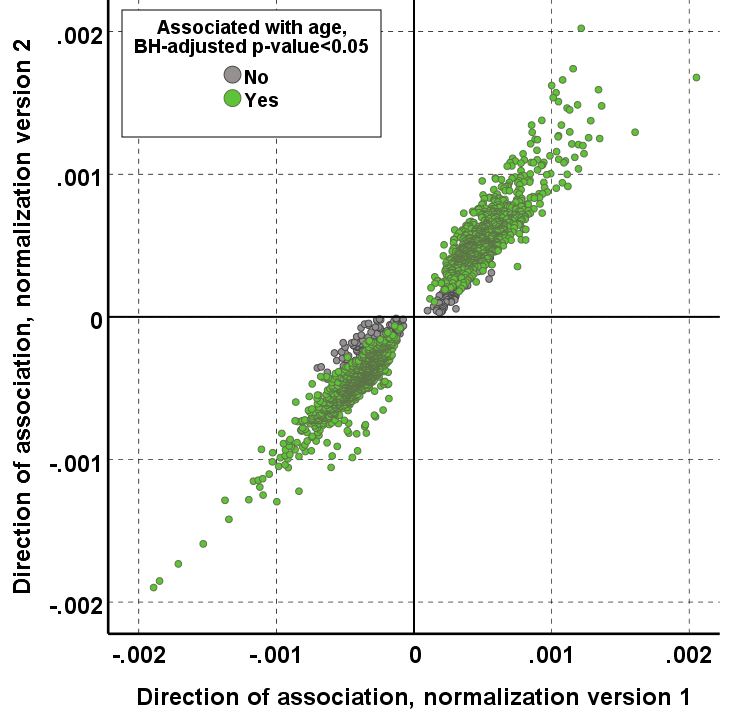 Direction of association, normalization version 2
.002
.001
0
-.001
-.002
Associated with age,
BH-adjusted p-value<0.05
No
Yes
-.002
-.001
0
.001
.002
Direction of association, normalization version 1